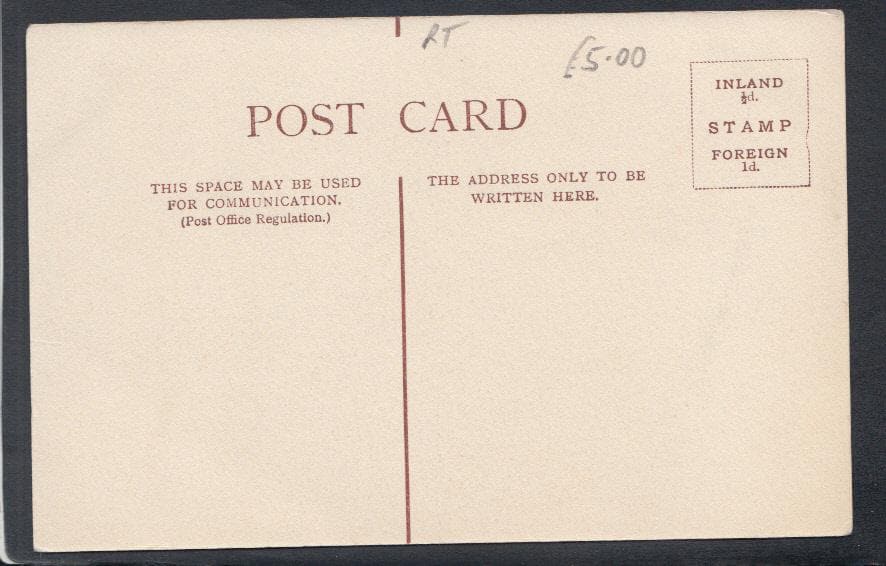 RT
£5.00
POST CARD
THIS SPACE MAY BE USED
FOR COMMUNICATION.
(Post Office Regulation.)
THE ADDRESS ONLY TO BE
WRITTEN HERE.
INLAND
½d.
STAMP
FOREIGN
1d.